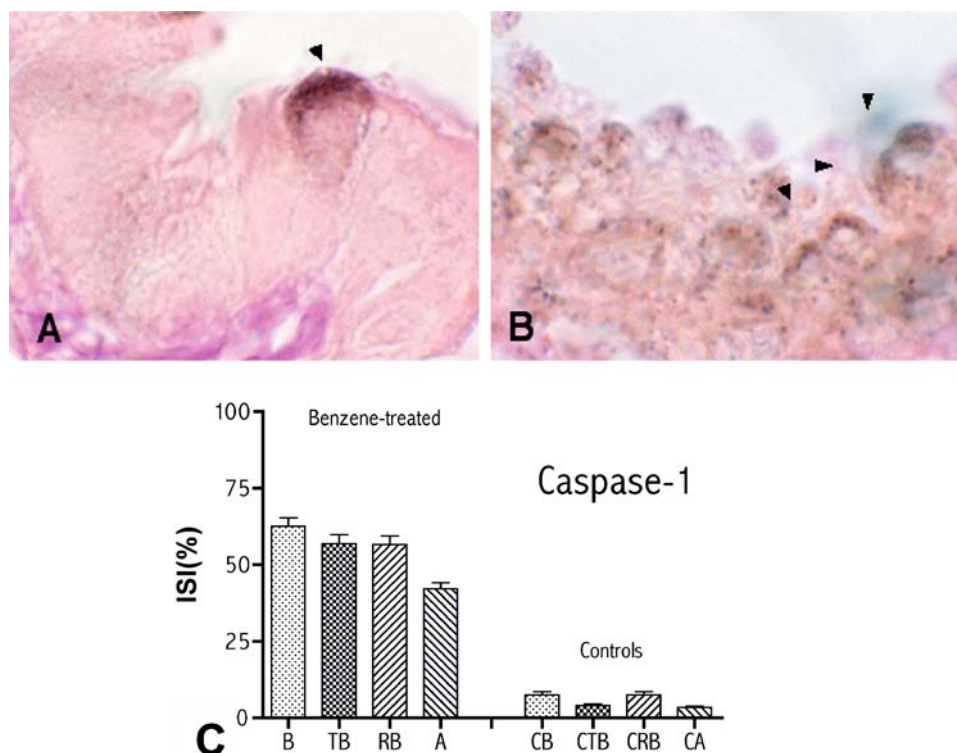 A
B
100
75
50
25
0
ISI(%)
Benzene-treated
Caspase-1
Controls
B TB RB A CB CTB CRB CA
C